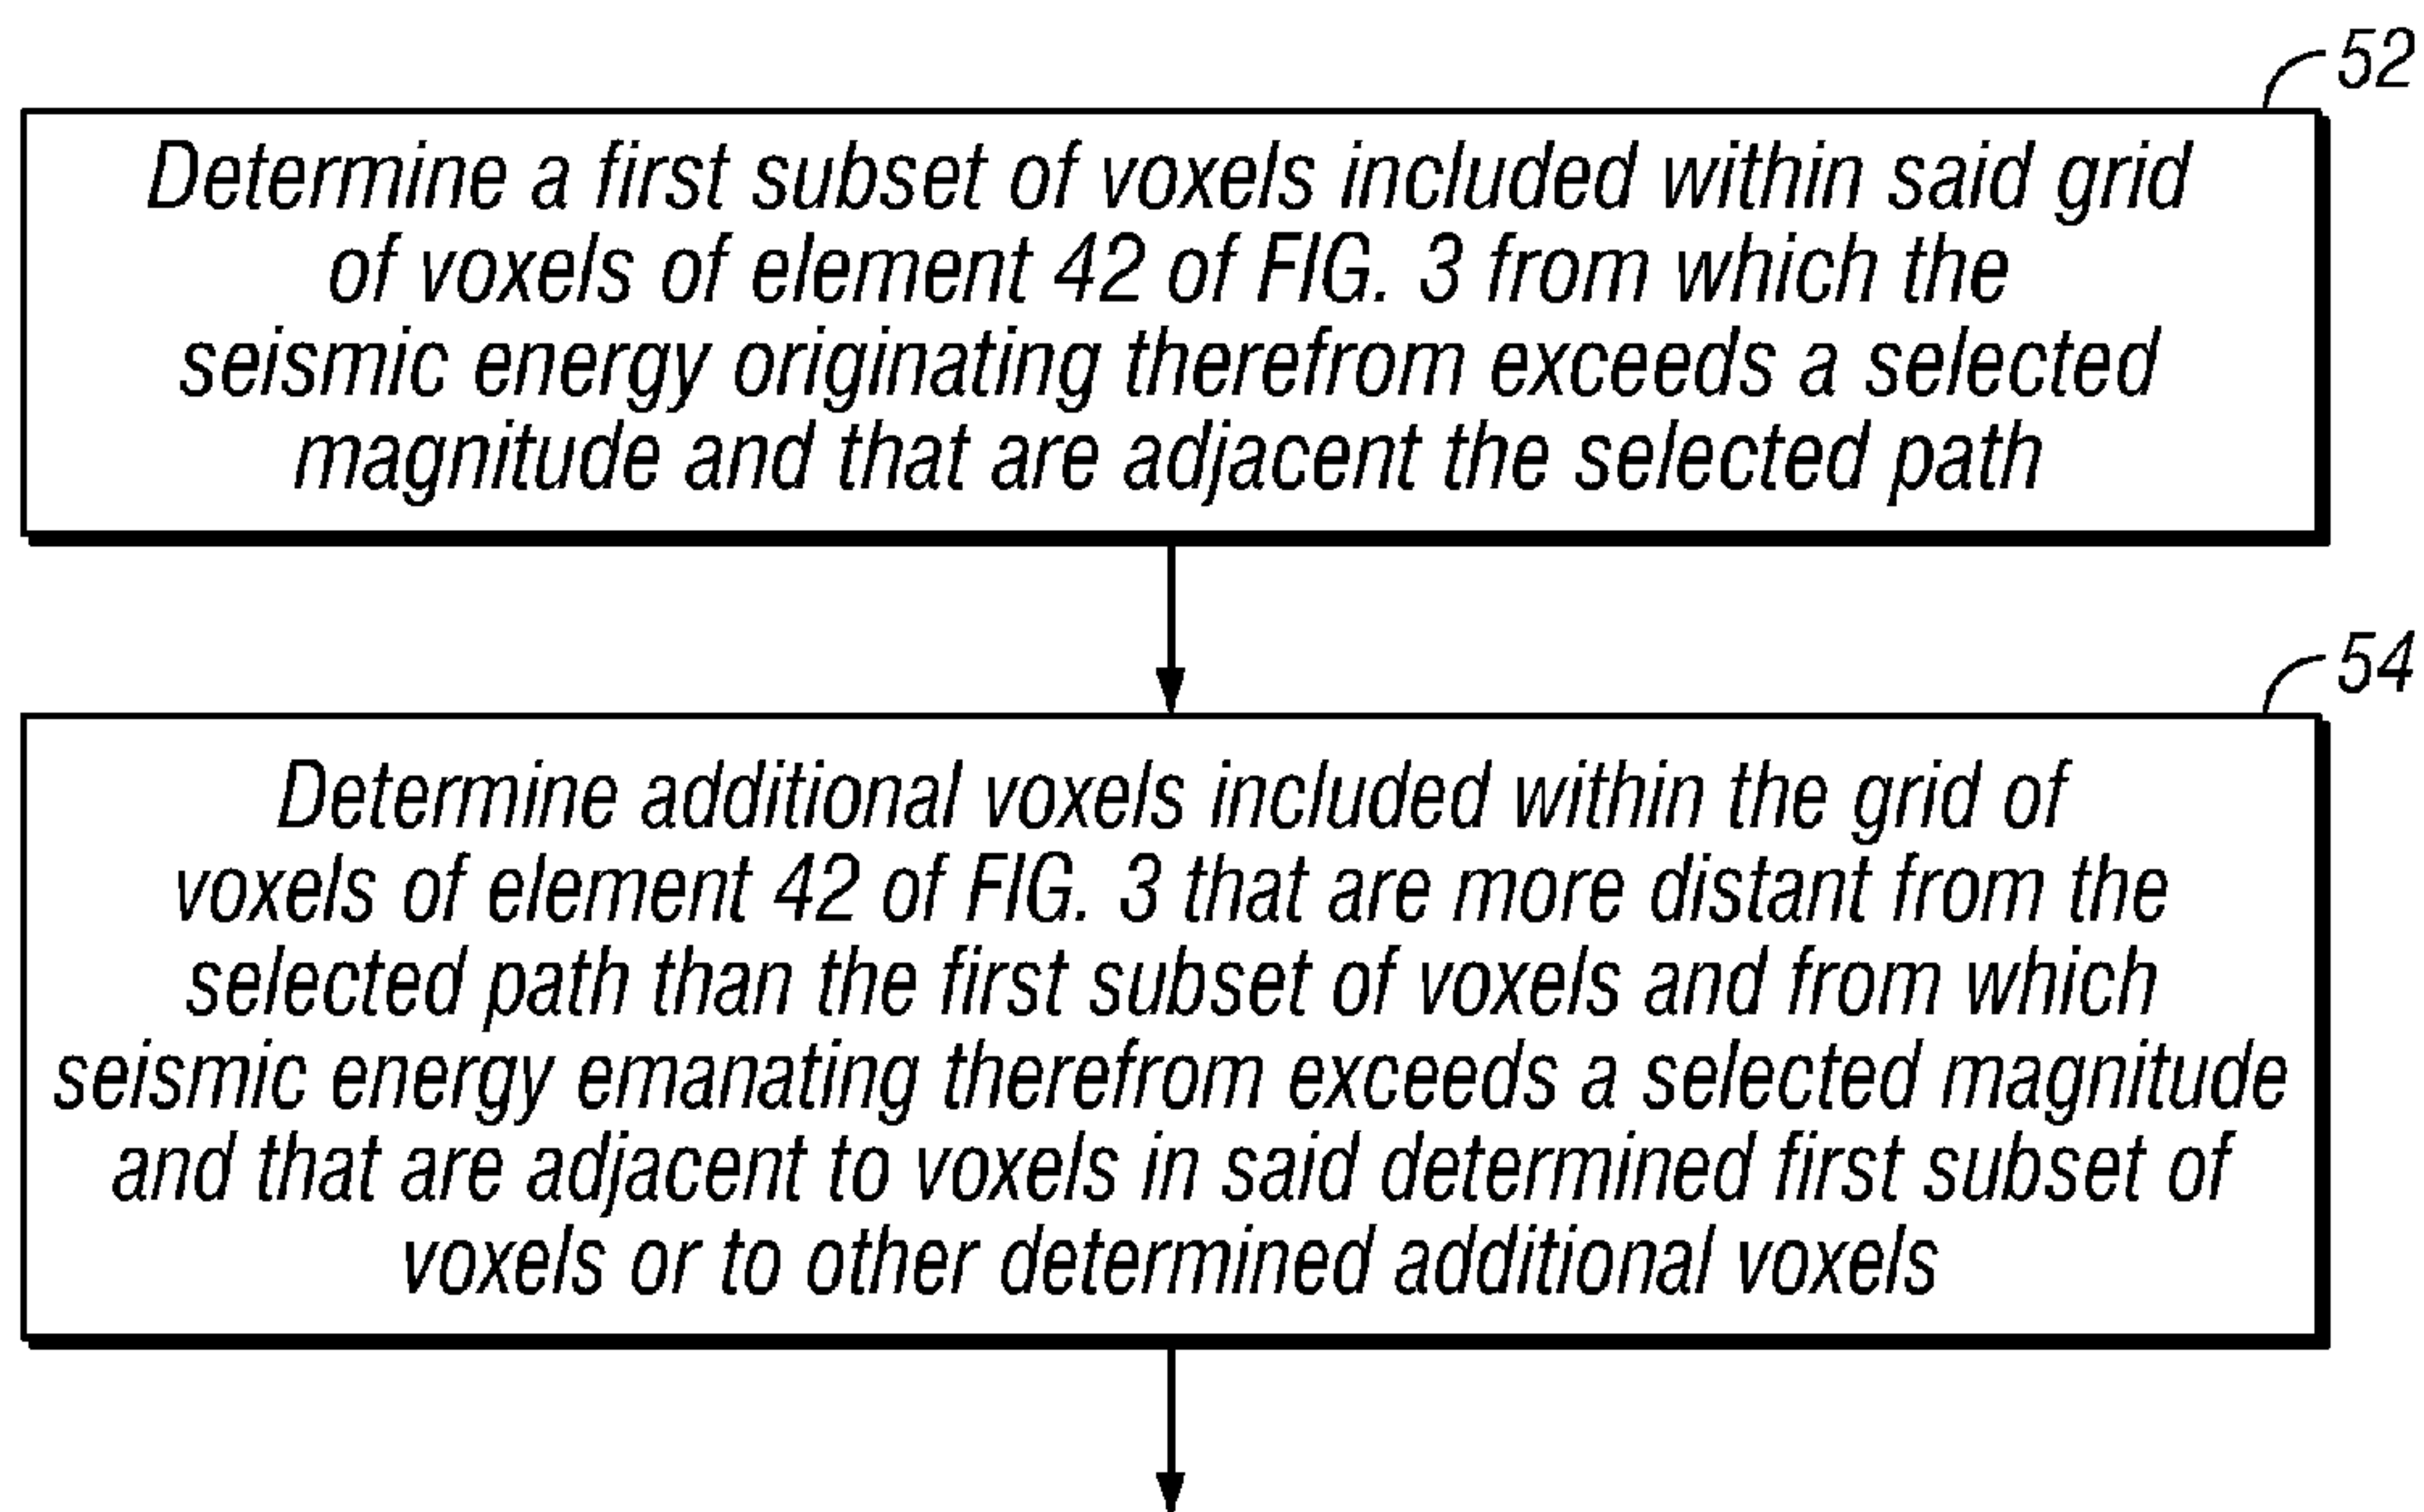 52
Determine a first subset of voxels included within said grid
of voxels of element 42 of FIG. 3 from which the
seismic energy originating therefrom exceeds a selected
magnitude and that are adjacent the selected path
54
Determine additional voxels included within the grid of
voxels of element 42 of FIG. 3 that are more distant from the
selected path than the first subset of voxels and from which
seismic energy emanating therefrom exceeds a selected magnitude
and that are adjacent to voxels in said determined first subset of
voxels or to other determined additional voxels